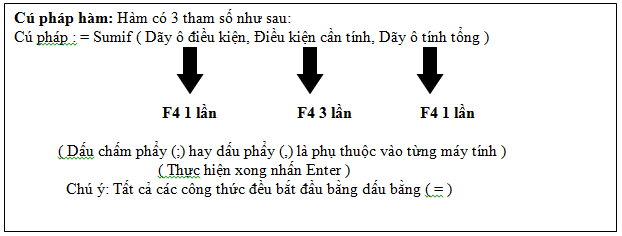 Cú pháp hàm: Hàm có 3 tham số như sau:
Cú pháp : = Sumif ( Dãy ô điều kiện, Điều kiện cần tính, Dãy ô tính tổng )
F4 1 lần F4 3 lần F4 1 lần
( Dấu chấm phẩy (;) hay dấu phẩy (,) là phụ thuộc vào từng máy tính )
( Thực hiện xong nhấn Enter )
Chú ý: Tất cả các công thức đều bắt đầu bằng dấu bằng ( = )